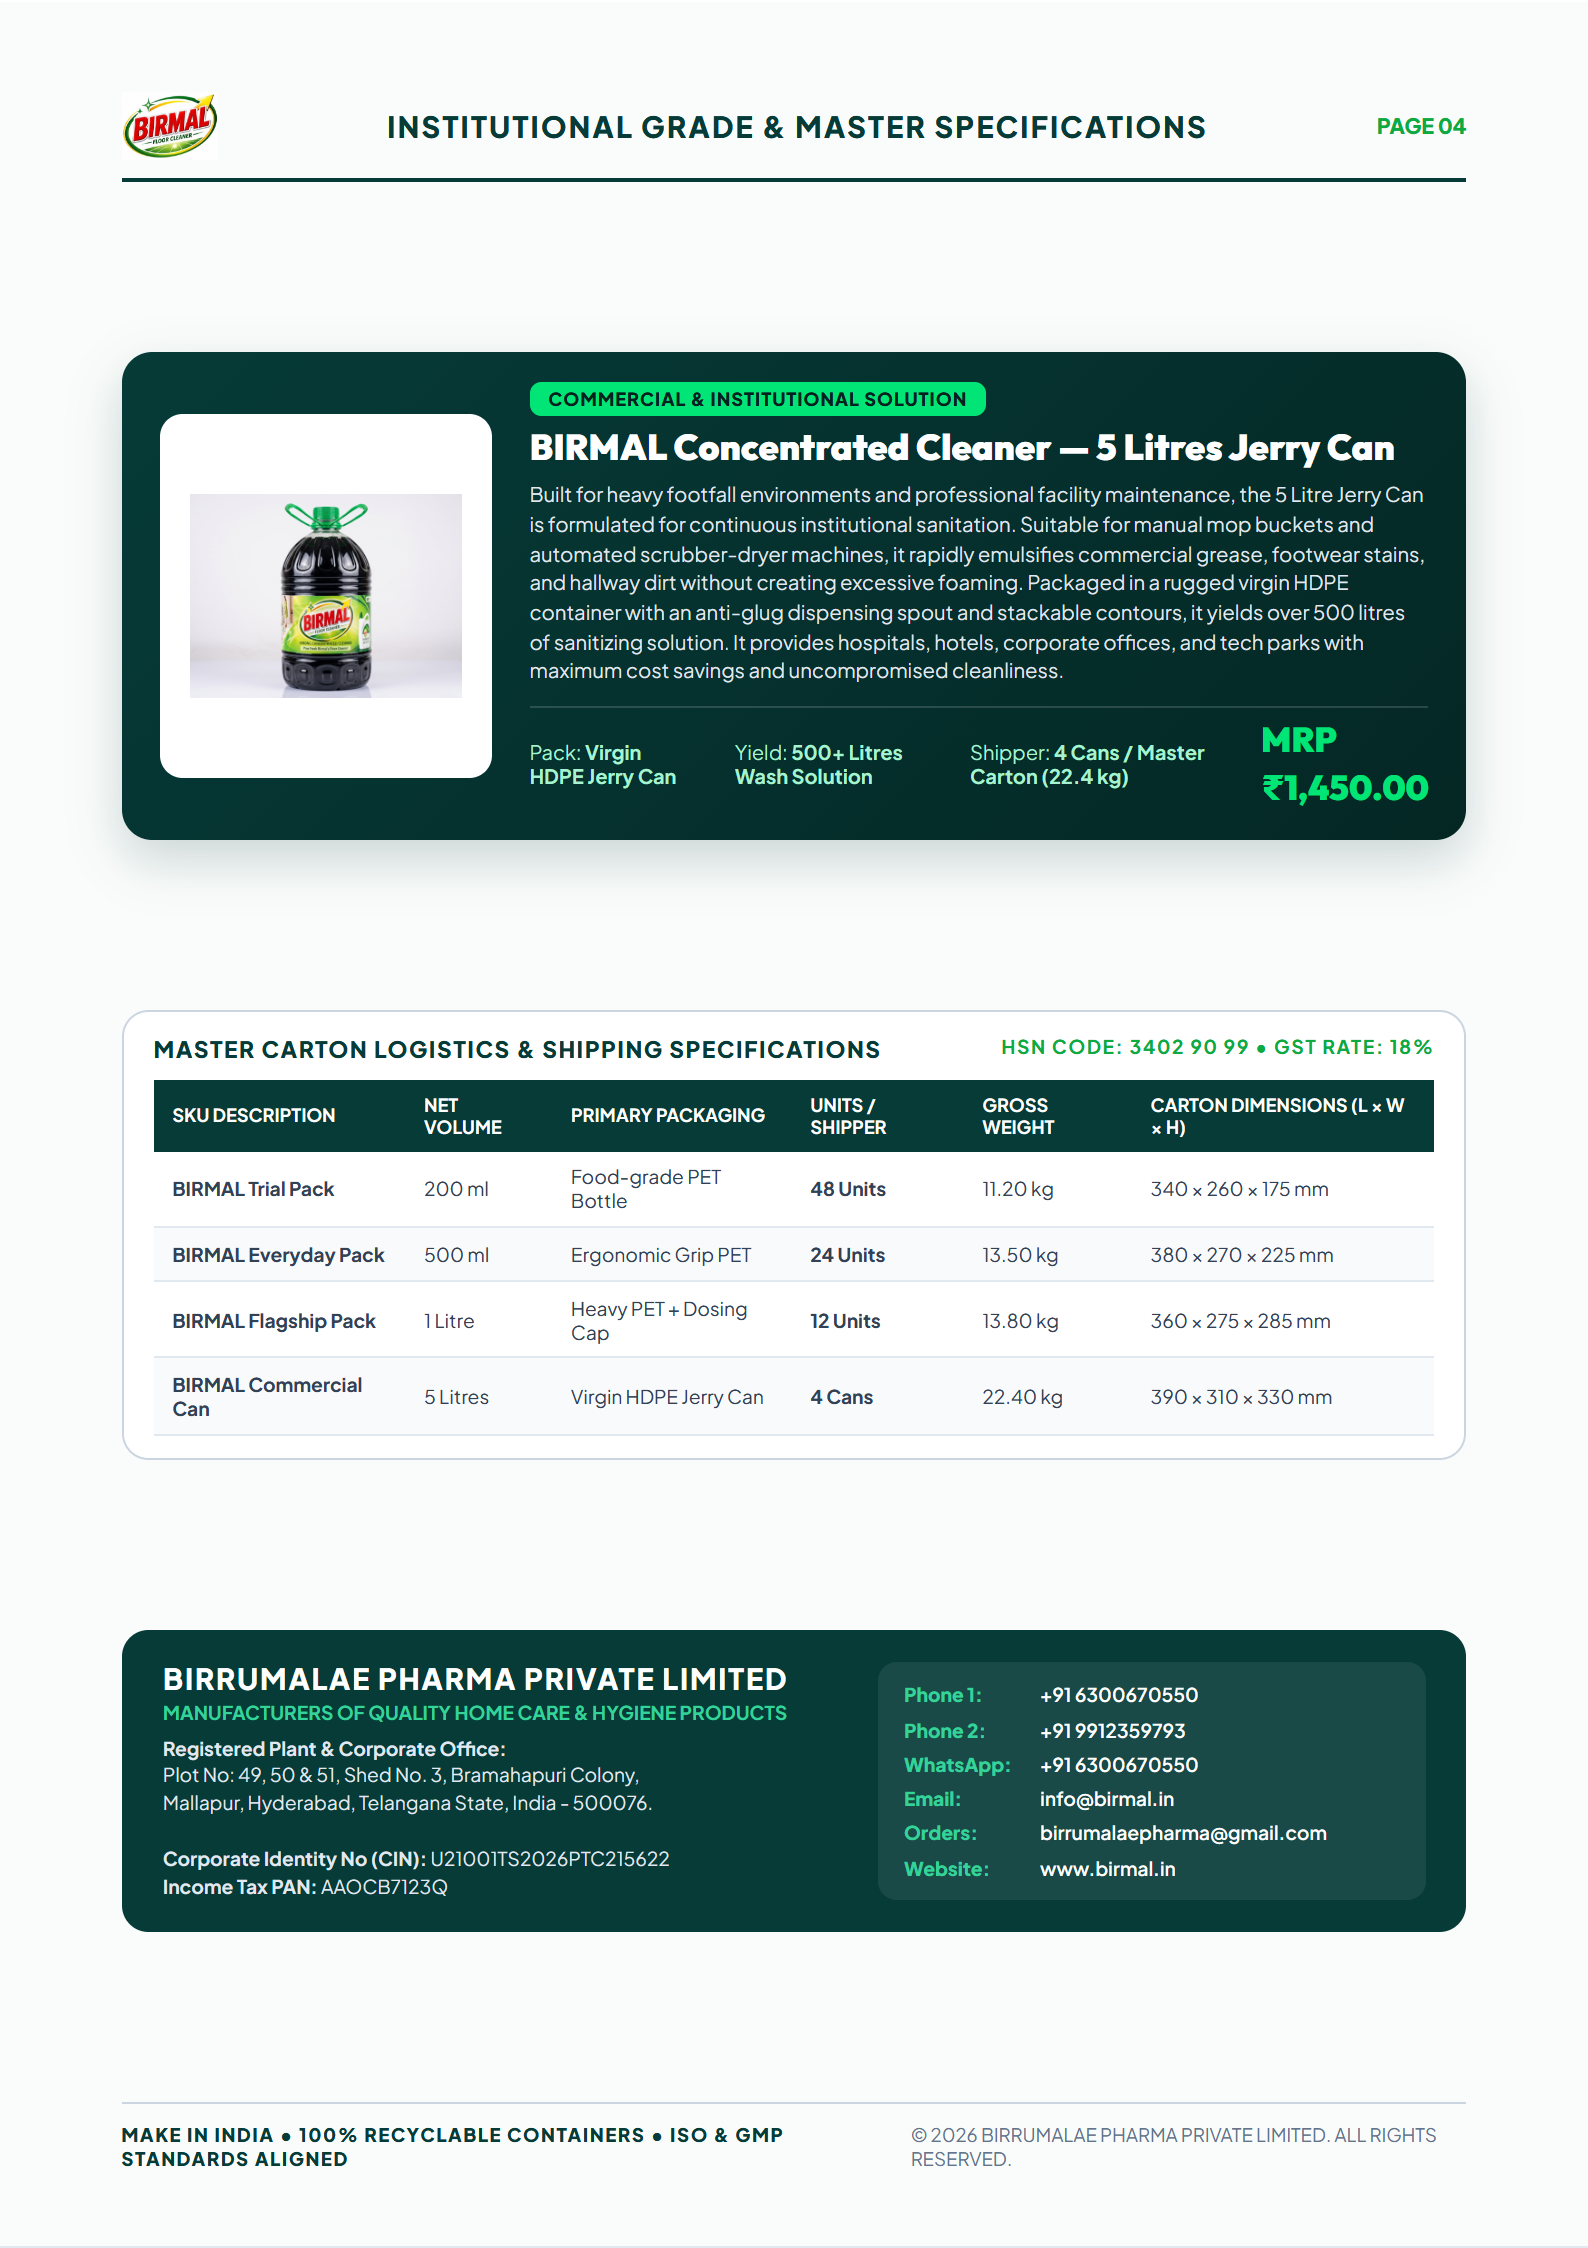 BIRMAL
FLOOR CLEANER
INSTITUTIONAL GRADE & MASTER SPECIFICATIONS
PAGE 04
COMMERCIAL & INSTITUTIONAL SOLUTION
BIRMAL Concentrated Cleaner — 5 Litres Jerry Can
Built for heavy footfall environments and professional facility maintenance, the 5 Litre Jerry Can
is formulated for continuous institutional sanitation. Suitable for manual mop buckets and
automated scrubber-dryer machines, it rapidly emulsifies commercial grease, footwear stains,
and hallway dirt without creating excessive foaming. Packaged in a rugged virgin HDPE
container with an anti-glug dispensing spout and stackable contours, it yields over 500 litres
of sanitizing solution. It provides hospitals, hotels, corporate offices, and tech parks with
maximum cost savings and uncompromised cleanliness.
BIRMAL
Pack: Virgin
HDPE Jerry Can
Yield: 500+ Litres
Wash Solution
Shipper: 4 Cans / Master
Carton (22.4 kg)
MRP
₹1,450.00
MASTER CARTON LOGISTICS & SHIPPING SPECIFICATIONS
HSN CODE: 3402 90 99 • GST RATE: 18%
SKU DESCRIPTION
NET
VOLUME
PRIMARY PACKAGING
UNITS /
SHIPPER
GROSS
WEIGHT
CARTON DIMENSIONS (L × W
× H)
BIRMAL Trial Pack
200 ml
Food-grade PET
Bottle
48 Units
11.20 kg
340 × 260 × 175 mm
BIRMAL Everyday Pack
500 ml
Ergonomic Grip PET
24 Units
13.50 kg
380 × 270 × 225 mm
BIRMAL Flagship Pack
1 Litre
Heavy PET + Dosing
Cap
12 Units
13.80 kg
360 × 275 × 285 mm
BIRMAL Commercial
Can
5 Litres
Virgin HDPE Jerry Can
4 Cans
22.40 kg
390 × 310 × 330 mm
BIRRUMALAE PHARMA PRIVATE LIMITED
MANUFACTURERS OF QUALITY HOME CARE & HYGIENE PRODUCTS
Registered Plant & Corporate Office:
Plot No: 49, 50 & 51, Shed No. 3, Bramahapuri Colony,
Mallapur, Hyderabad, Telangana State, India - 500076.
Corporate Identity No (CIN): U21001TS2026PTC215622
Income Tax PAN: AAOCB7123Q
Phone 1: +91 6300670550
Phone 2: +91 9912359793
WhatsApp: +91 6300670550
Email: info@birmal.in
Orders: birrumalaepharma@gmail.com
Website: www.birmal.in
MAKE IN INDIA • 100% RECYCLABLE CONTAINERS • ISO & GMP
STANDARDS ALIGNED
© 2026 BIRRUMALAE PHARMA PRIVATE LIMITED. ALL RIGHTS
RESERVED.